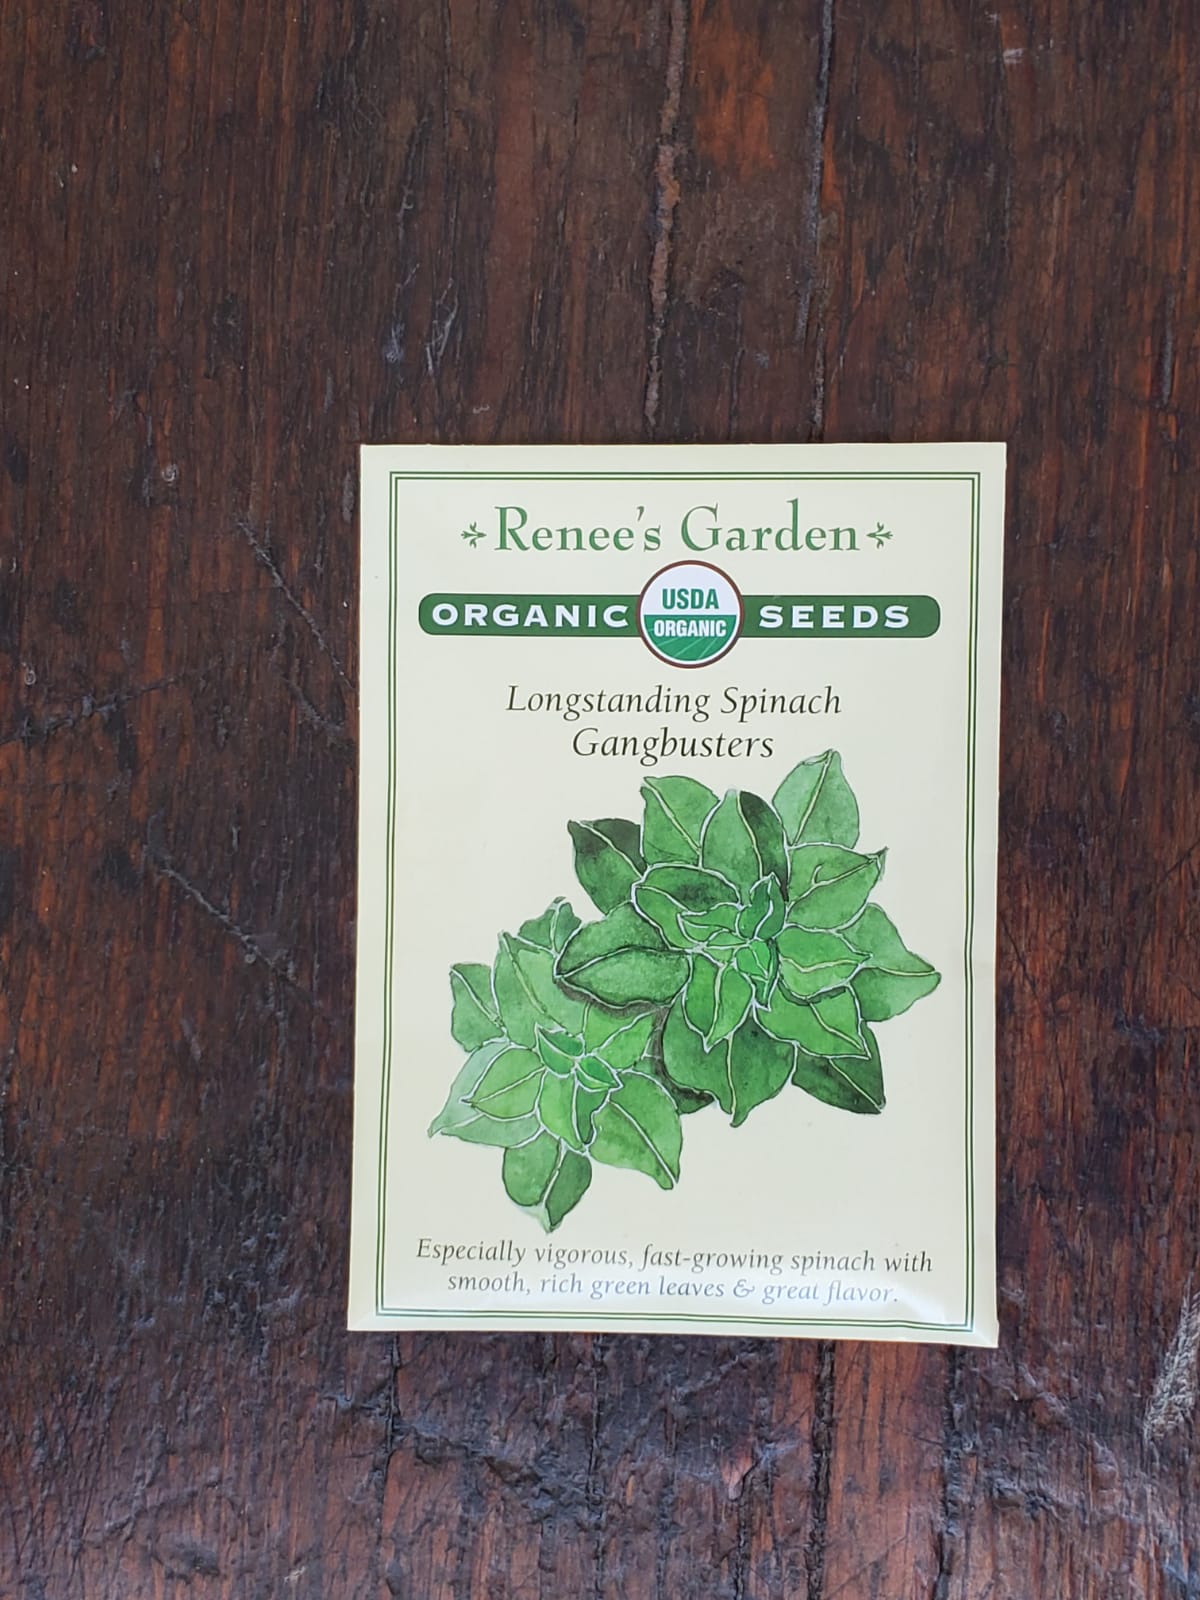 Renee's Garden
ORGANIC USDA ORGANIC SEEDS
Longstanding Spinach
Gangbusters
Especially vigorous, fast-growing spinach with
smooth, rich green leaves & great flavor.